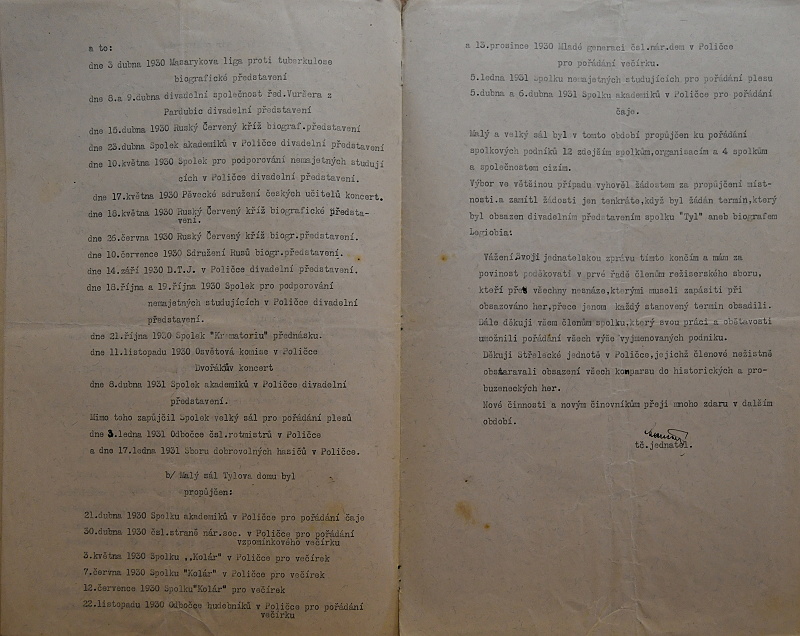 a to:
dne 3 dubna 1930 Masarykova liga proti tuberkulose
biografické představení
dne 8.a 9.dubna divadelní společnost řed.Vuršera z
Pardubic divadelní představení
dne 15.dubna 1930 Ruský Červený kříž biograf.představení
dne 23.dubna Spolek akademiků v Poličce divadelní představení
dne 10.května 1930 Spolek pro podporování nemajetných studují
cích v Poličce divadelní představení.
dne 17.května 1930 Pěvecké sdružení českých učitelů koncert.
dne 18.května 1930 Ruský Červený kříž biografické předsta-
vení.
dne 26.června 1930 Ruský Červený kříž biogr.představení.
dne 10.července 1930 Sdružení Rusů biogr.představení.
dne 14.září 1930 D.T.J. v Poličce divadelní představení.
dne 18.října a 19.října 1930 Spolek pro podporování
nemajetných studujících v Poličce divadelní
představení.
dne 21.října 1930 Spolek "Krematoriu" přednásku.
dne 11.listopadu 1930 Osvětová komise v Poličce
Dvořákův koncert
dne 8.dubna 1931 Spolek akademiků v Poličce divadelní
představení.
Mimo toho zapůjčil Spolek velký sál pro pořádání plesů
dne 3.ledna 1931 Odbočce čsl.rotmistrů v Poličce
a dne 17.ledna 1931 Sboru dobrovolných hasičů v Poličce.
b/ Malý sál Tylova domu byl
propůjčen:
21.dubna 1930 Spolku akademiků v Poličce pro pořádání čaje
30.dubna 1930 čsl.straně nár.soc. v Poličce pro pořádání
vzpomínkového večírku
3.května 1930 Spolku ,,Kolár" v Poličce pro večírek
7.června 1930 Spolku "Kolár" v Poličce pro večírek
12.července 1930 Spolku"Kolár" pro večírek
22.listopadu 1930 Odbočce hudebníků v Poličce pro pořádání
večírku
a 13.prosince 1930 Mladé generaci čsl.nár.dem v Poličce
pro pořádání večírku.
5.ledna 1931 Spolku nemajetných studujících pro pořádání plesu
5.dubna a 6.dubna 1931 Spolku akademiků v Poličce pro pořádání
čaje.
Malý a velký sál byl v tomto období propůjčen ku pořádání
spolkových podniků 12 zdejším spolkům,organisacím a 4 spolkům
a společnostem cizím.
Výbor ve většinou případu vyhověl žádostem za propůjčení míst-
ností.a zamítl žádosti jen tenkráte,když byl žádán termin,který
byl obsazen divadelním představením spolku "Tyl" aneb biografem
Legiobia:
Vážení.Svojí jednatelskou zprávu tímto končím a mám za
povinost poděkovati v prvé řadě členům režiserského sboru,
kteří přes všechny nesnáze,kterými museli zapásiti při
obsazováno her,přece jenom každý stanovený termin obsadili.
Dále děkuji všem členům spolku,který svou práci a obětavosti
umožnili pořádání všech výše vyjmenovaných podniku.
Děkuji Střelecké jednotě v Poličce,jejichž členové nezištně
obstaravali obsazení všech komparsu do historických a pro-
buzeneckých her.
Nové činnosti a novým činovníkům přeji mnoho zdaru v dalším
období.
tč.jednatel.